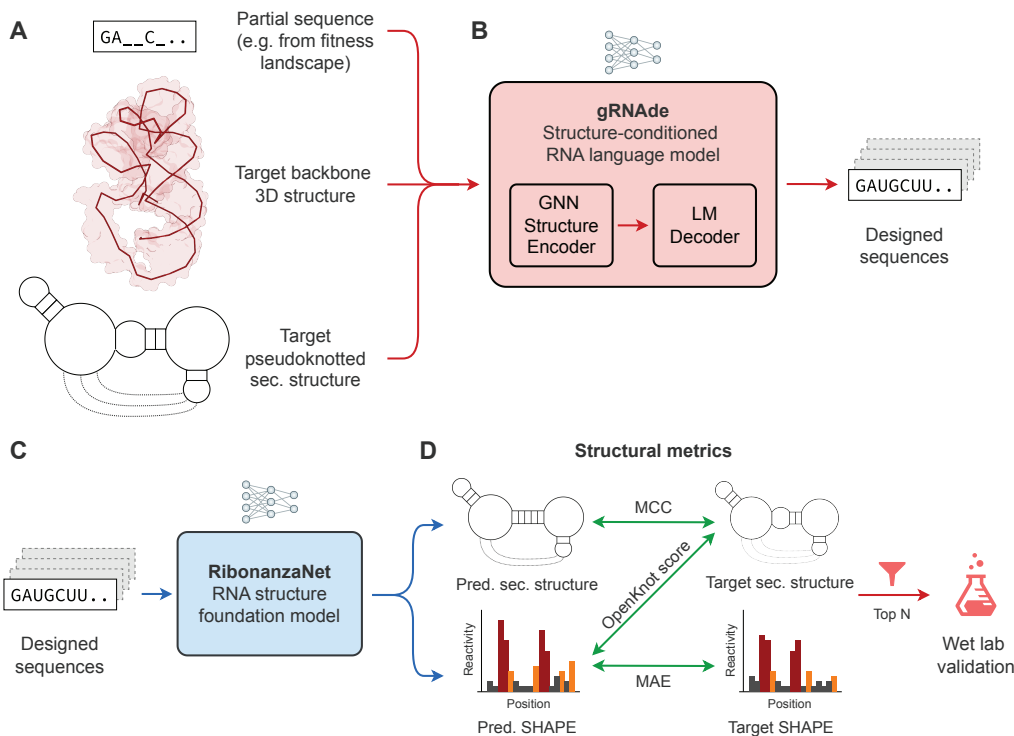 A
GA__C_..
Partial sequence
(e.g. from fitness
landscape)
Target backbone
3D structure
Target
pseudoknotted
sec. structure
B
gRNAde
Structure-conditioned
RNA language model
GNN
Structure
Encoder
LM
Decoder
GAUGCUU..
Designed
sequences
C
GAUGCUU..
Designed
sequences
RibonanzaNet
RNA structure
foundation model
D
Structural metrics
MCC
Pred. sec. structure
Target sec. structure
OpenKnot score
Reactivity
Position
Pred. SHAPE
MAE
Reactivity
Position
Target SHAPE
Top N
Wet lab
validation